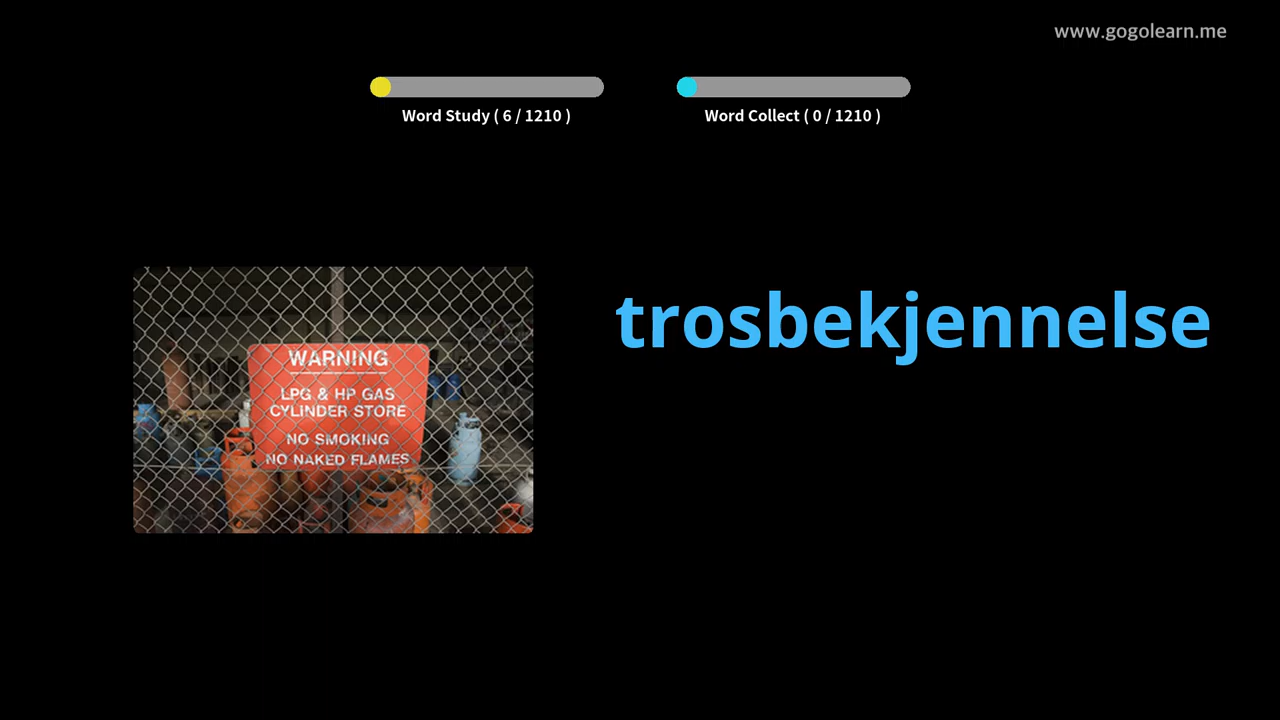 www.gogolearn.me
Word Study ( 6 / 1210 )
Word Collect ( 0 / 1210 )
trosbekjennelse
WARNING
LPG & HP GAS
CYLINDER STORE
NO SMOKING
NO NAKED FLAMES